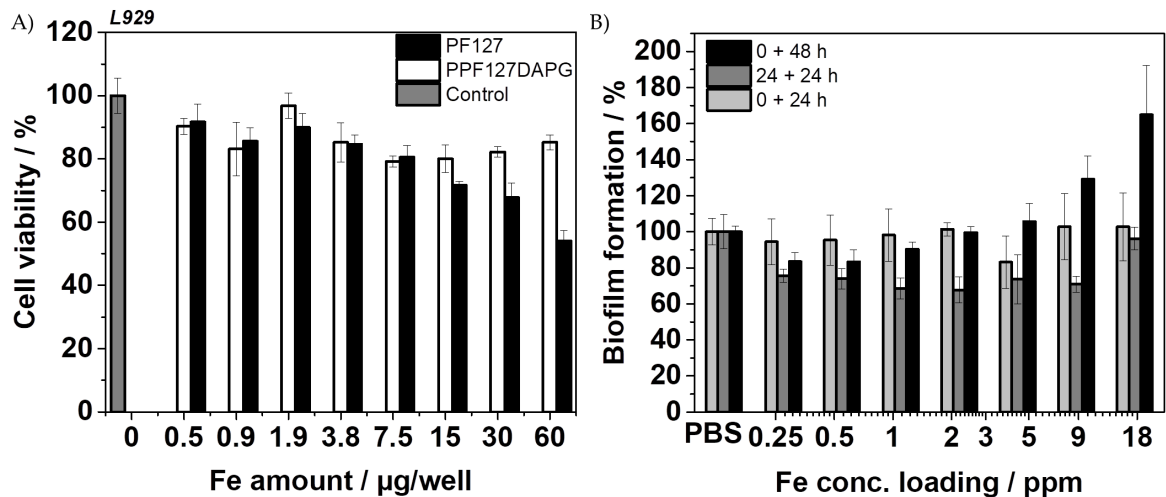 A)
L929
120
100
80
60
40
20
0
Cell viability / %
PF127
PPF127DAPG
Control
0 0.5 0.9 1.9 3.8 7.5 15 30 60
Fe amount / µg/well
B)
200
180
160
140
120
100
80
60
40
20
0
Biofilm formation / %
0 + 48 h
24 + 24 h
0 + 24 h
PBS 0.25 0.5 1 2 3 5 9 18
Fe conc. loading / ppm